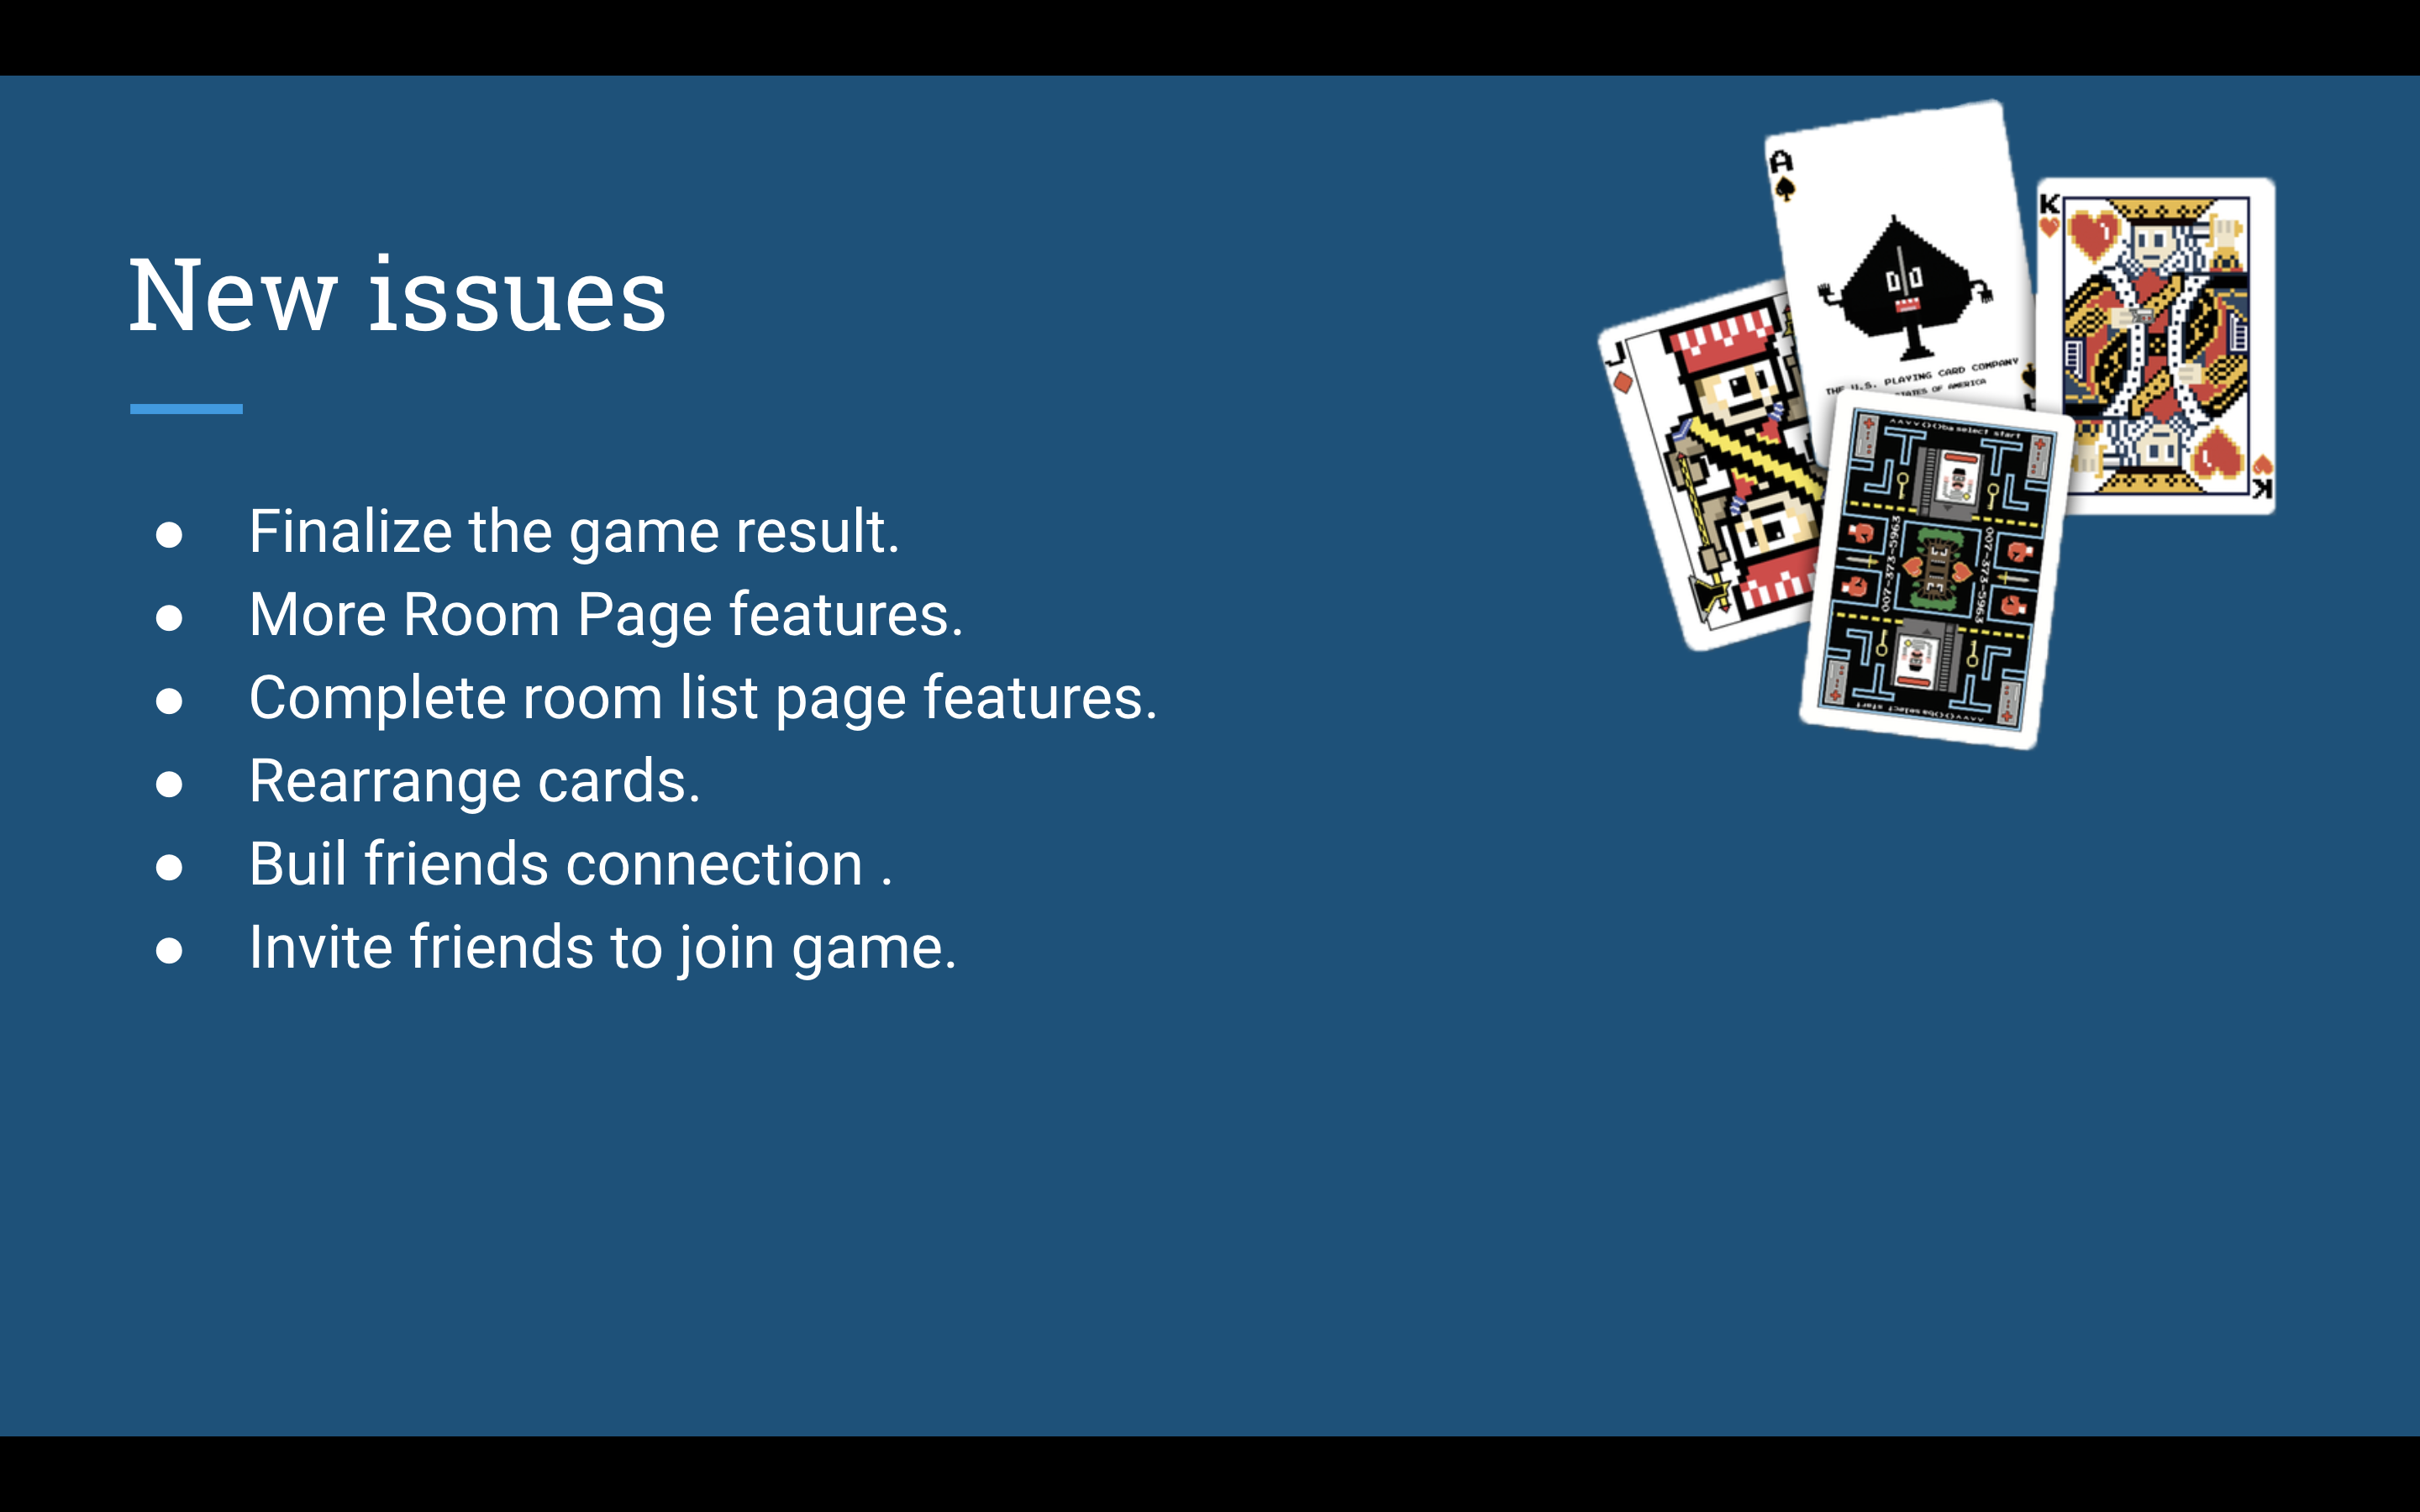 New issues
● Finalize the game result.
● More Room Page features.
● Complete room list page features.
● Rearrange cards.
● Buil friends connection .
● Invite friends to join game.
A
K
J
THE U.S. PLAYING CARD COMPANY
OF AMERICA
select start
007-373-5963
007-373-5963
K
select start